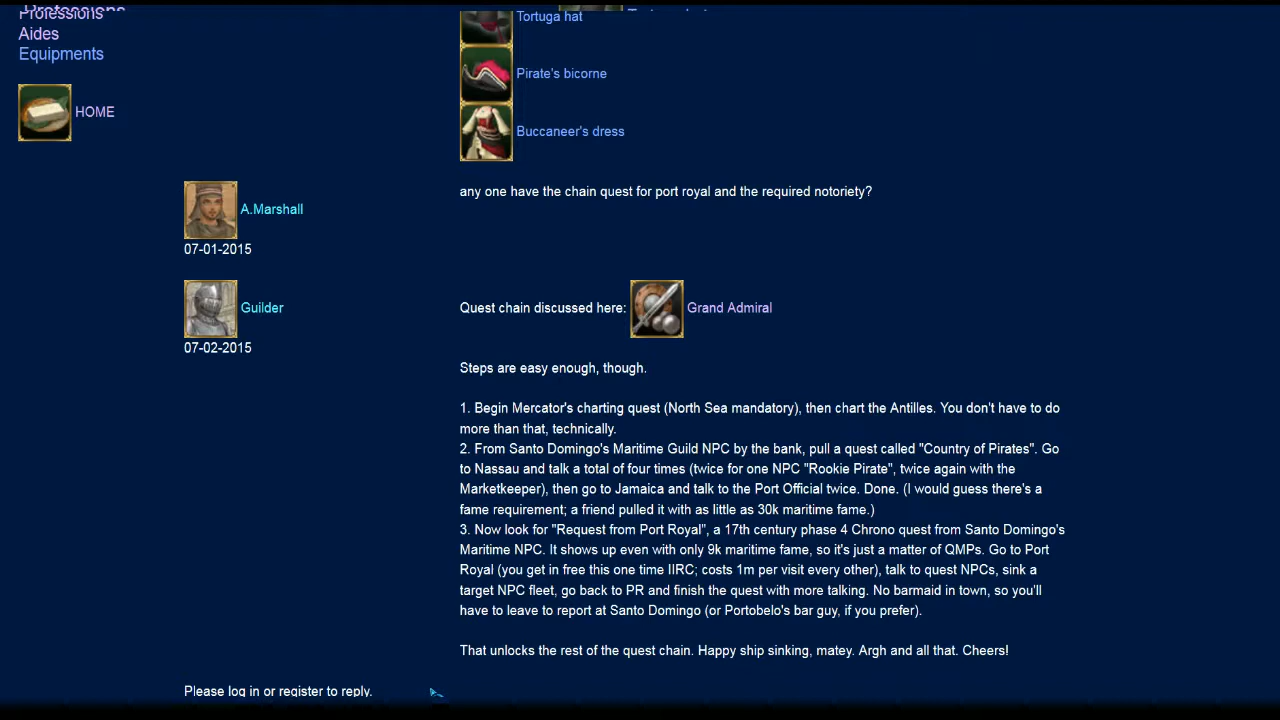 Professions
Aides
Equipments
HOME
Tortuga hat
Pirate's bicorne
Buccaneer's dress
any one have the chain quest for port royal and the required notoriety?
A.Marshall
07-01-2015
Guilder
07-02-2015
Quest chain discussed here: Grand Admiral
Steps are easy enough, though.
1. Begin Mercator's charting quest (North Sea mandatory), then chart the Antilles. You don't have to do
more than that, technically.
2. From Santo Domingo's Maritime Guild NPC by the bank, pull a quest called "Country of Pirates". Go
to Nassau and talk a total of four times (twice for one NPC "Rookie Pirate", twice again with the
Marketkeeper), then go to Jamaica and talk to the Port Official twice. Done. (I would guess there's a
fame requirement; a friend pulled it with as little as 30k maritime fame.)
3. Now look for "Request from Port Royal", a 17th century phase 4 Chrono quest from Santo Domingo's
Maritime NPC. It shows up even with only 9k maritime fame, so it's just a matter of QMPs. Go to Port
Royal (you get in free this one time IIRC; costs 1m per visit every other), talk to quest NPCs, sink a
target NPC fleet, go back to PR and finish the quest with more talking. No barmaid in town, so you'll
have to leave to report at Santo Domingo (or Portobelo's bar guy, if you prefer).
That unlocks the rest of the quest chain. Happy ship sinking, matey. Argh and all that. Cheers!
Please log in or register to reply.